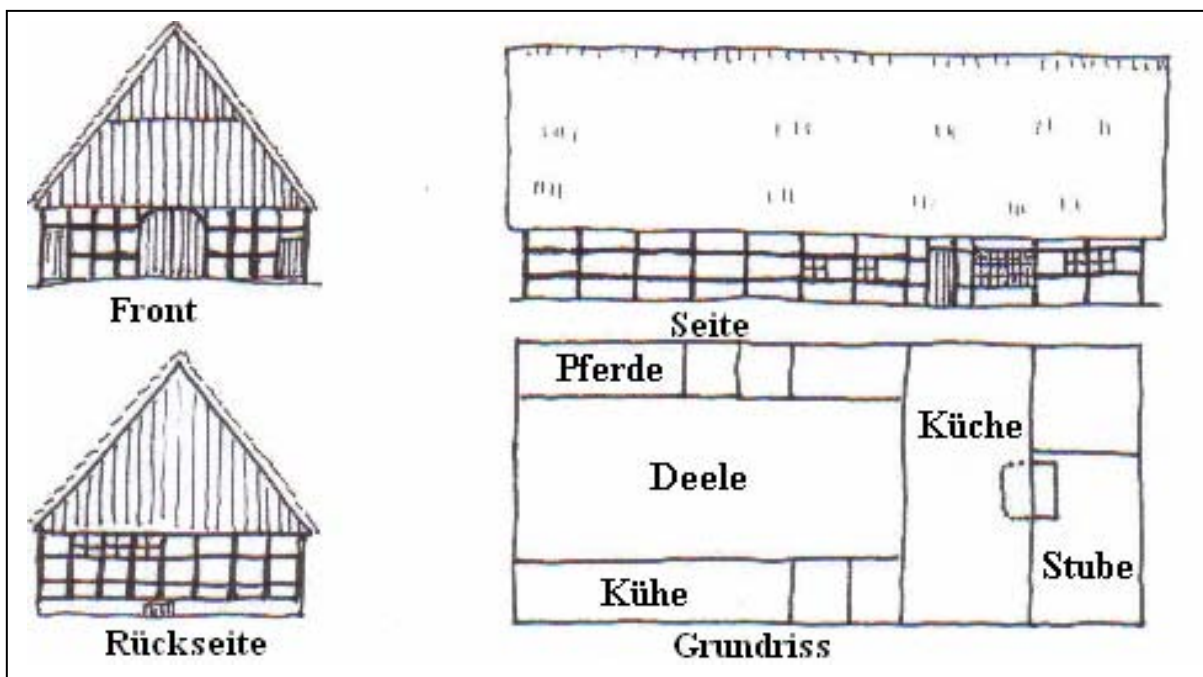 Front
Seite
Pferde
Küche
Deele
Stube
Kühe
Rückseite
Grundriss